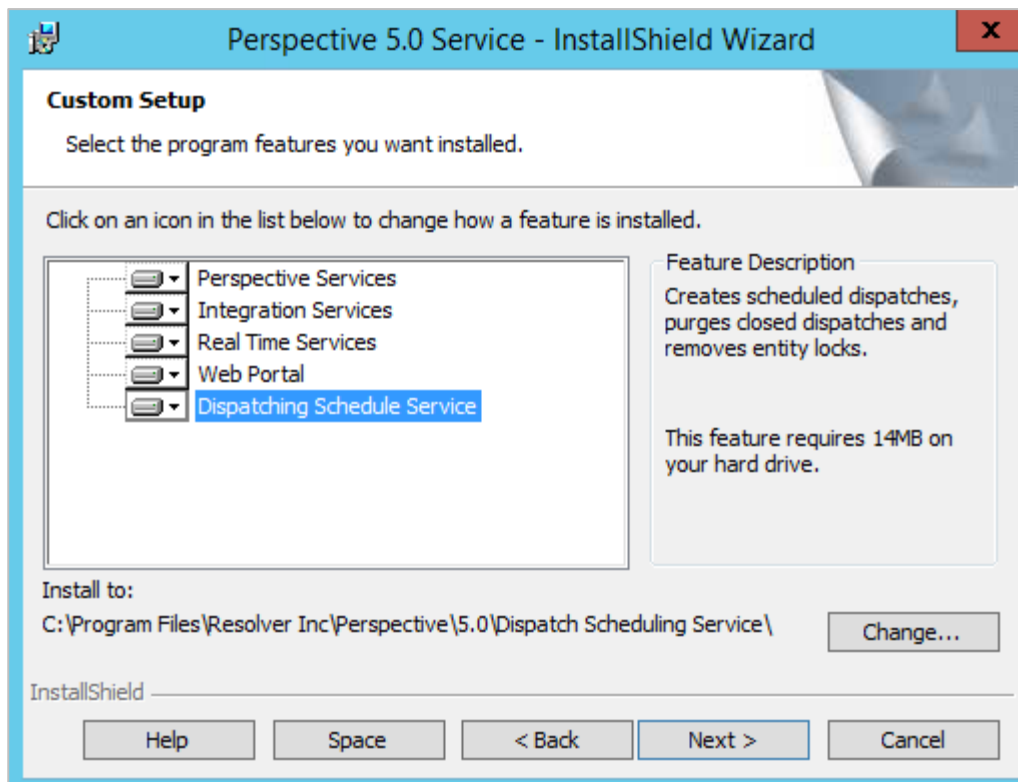 Perspective 5.0 Service - InstallShield Wizard
x
Custom Setup
Select the program features you want installed.
Click on an icon in the list below to change how a feature is installed.
Perspective Services
Integration Services
Real Time Services
Web Portal
Dispatching Schedule Service
Feature Description
Creates scheduled dispatches,
purges closed dispatches and
removes entity locks.
This feature requires 14MB on
your hard drive.
Install to:
C:\Program Files\Resolver Inc\Perspective\5.0\Dispatch Scheduling Service\
Change...
InstallShield
Help
Space
< Back
Next >
Cancel